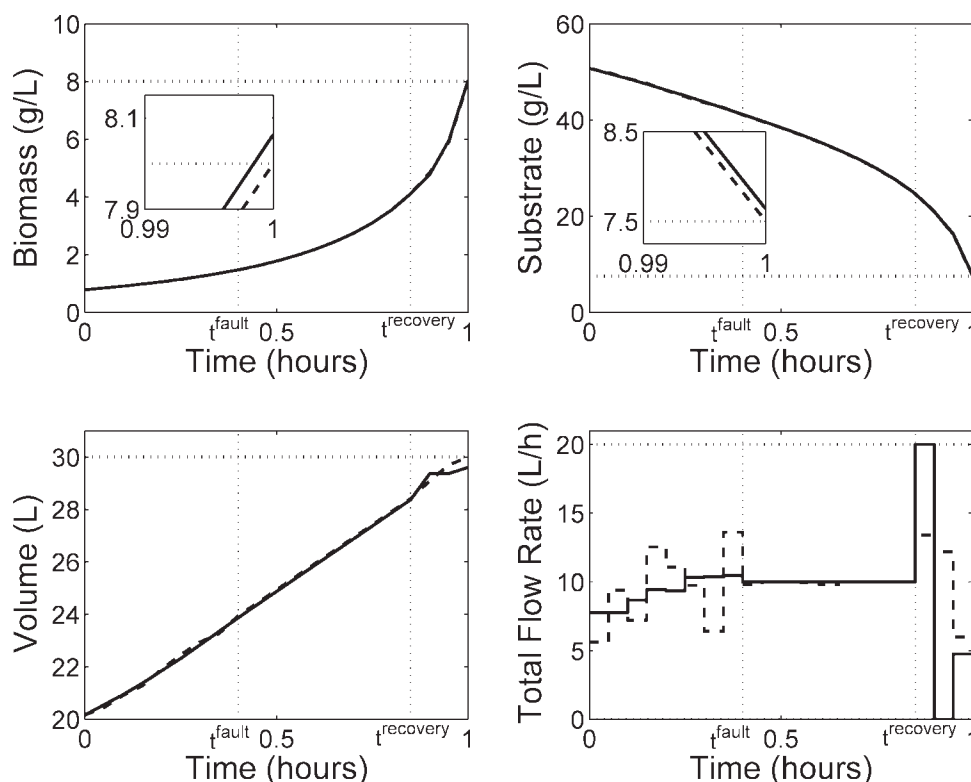 10
8
6
4
2
0
Biomass (g/L)
8.1
7.9
0.99
1
0
t^fault
0.5
t^recovery
1
Time (hours)
60
40
20
0
Substrate (g/L)
8.5
7.5
0.99
1
0
t^fault
0.5
t^recovery
1
Time (hours)
30
28
26
24
22
20
Volume (L)
0
t^fault
0.5
t^recovery
1
Time (hours)
20
15
10
5
0
Total Flow Rate (L/h)
0
t^fault
0.5
t^recovery
1
Time (hours)